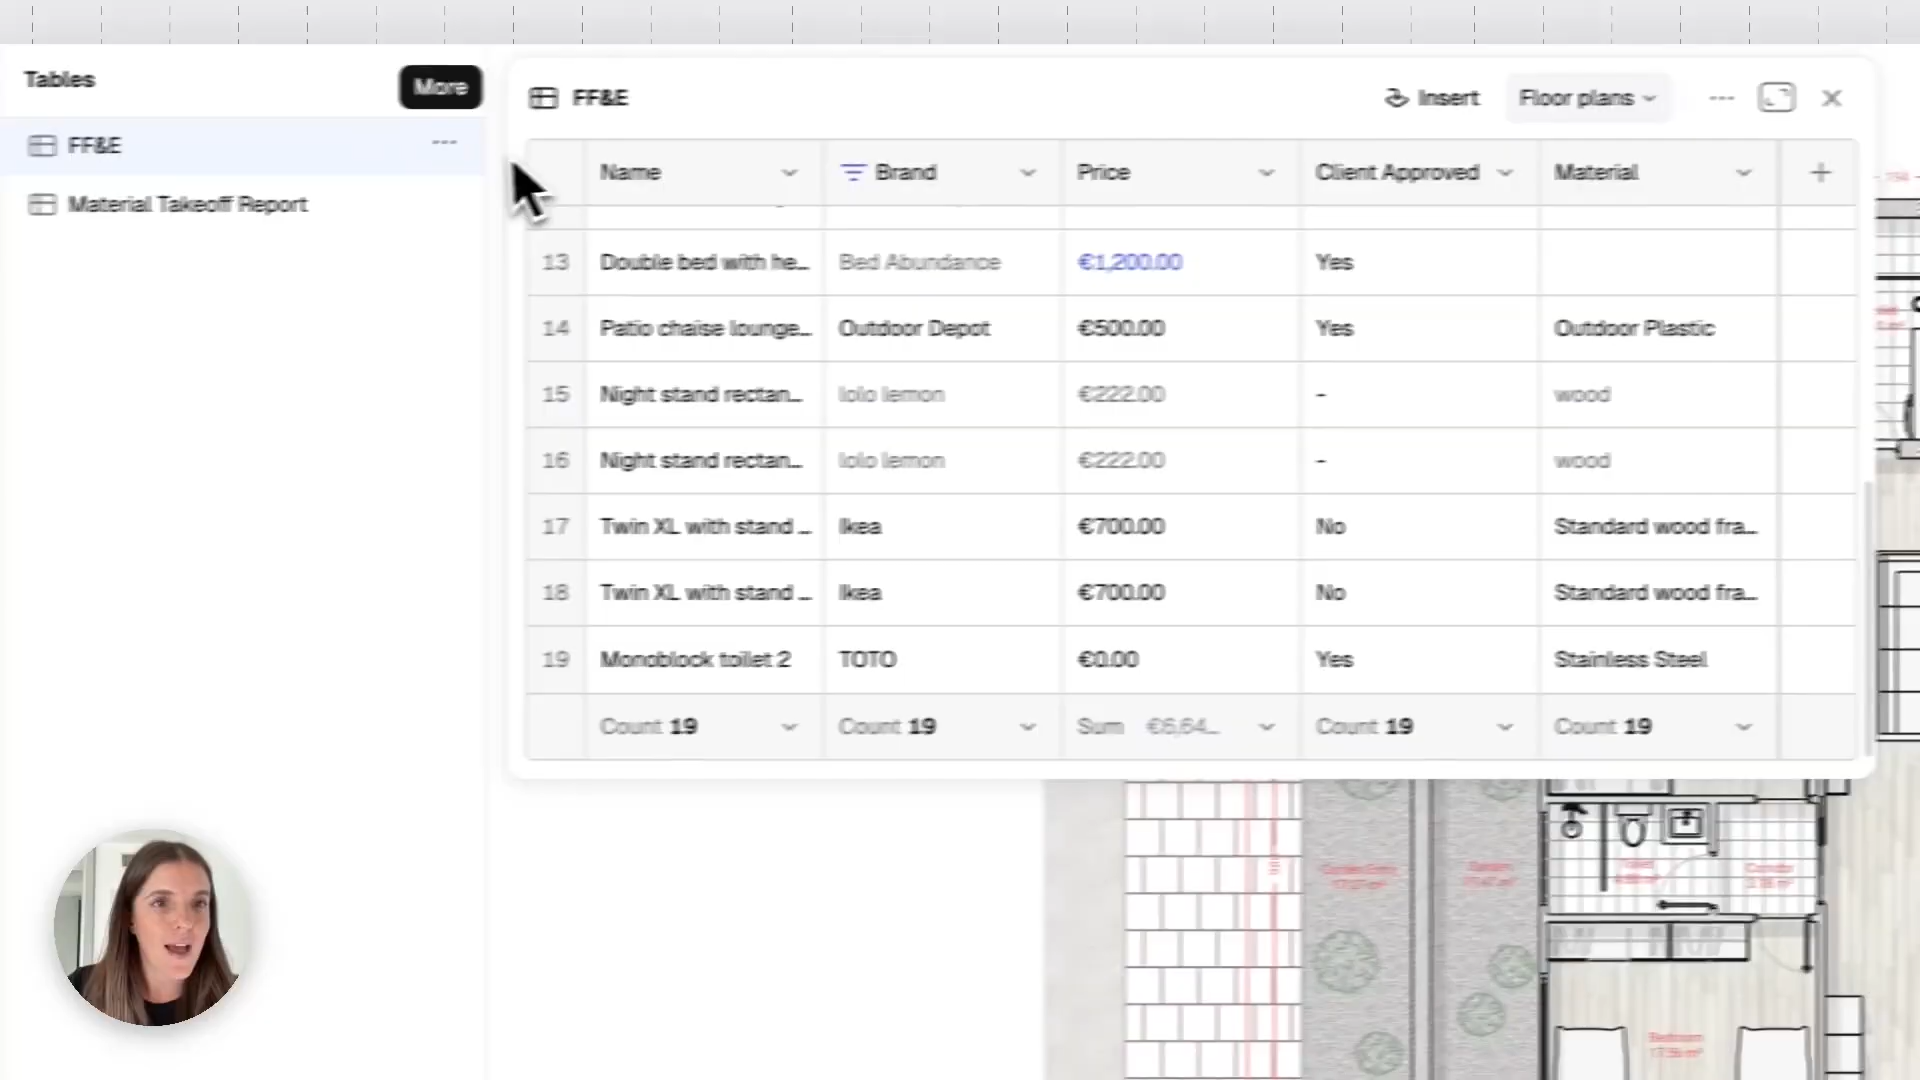 Tables
More
FF&E
Material Takeoff Report
FF&E
Insert
Floor plans
Name
Brand
Price
Client Approved
Material
13 Double bed with he... Bed Abundance €1,200.00 Yes
14 Patio chaise lounge... Outdoor Depot €500.00 Yes Outdoor Plastic
15 Night stand rectan... lolo lemon €222.00 - wood
16 Night stand rectan... lolo lemon €222.00 - wood
17 Twin XL with stand ... Ikea €700.00 No Standard wood fra...
18 Twin XL with stand ... Ikea €700.00 No Standard wood fra...
19 Monoblock toilet 2 TOTO €0.00 Yes Stainless Steel
Count 19 Count 19 Sum €6,64... Count 19 Count 19
Toilet
Corridor
Bedroom